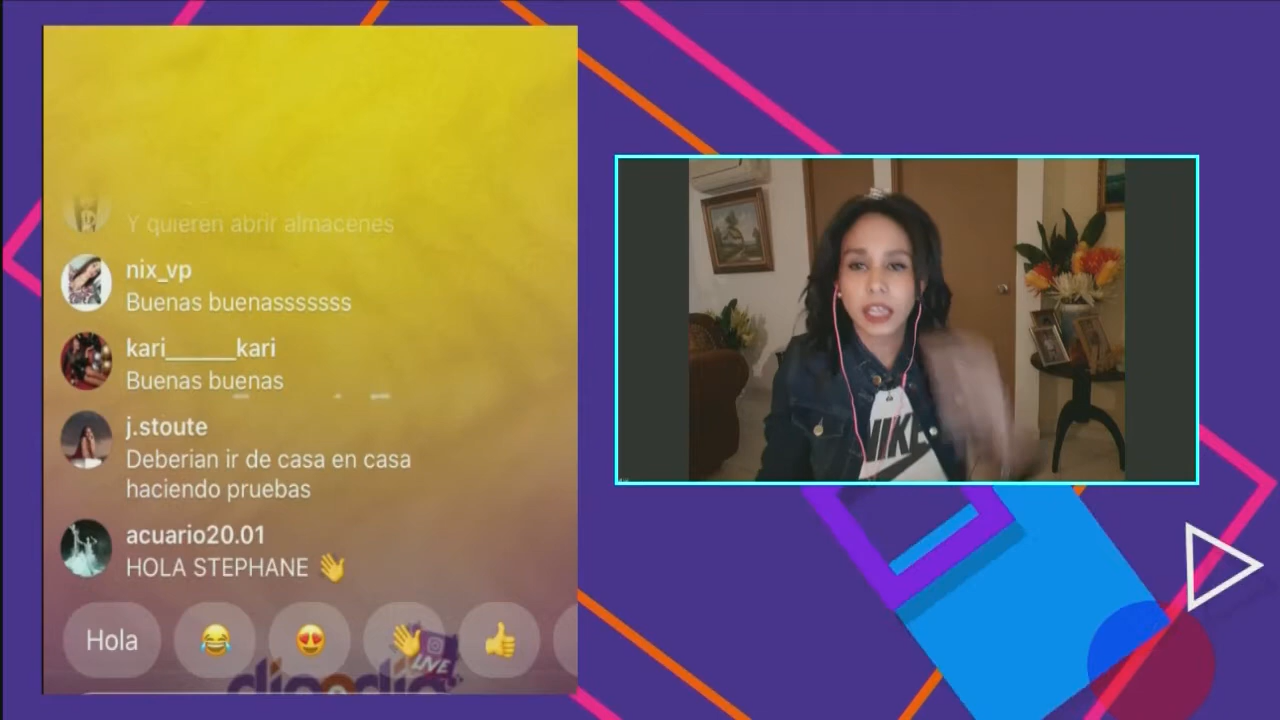 Y quieren abrir almacenes
nix_vp
Buenas buenasssssss
kari______kari
Buenas buenas
j.stoute
Deberian ir de casa en casa
haciendo pruebas
acuario20.01
HOLA STEPHANE 👋
Hola
LIVE
NIKE